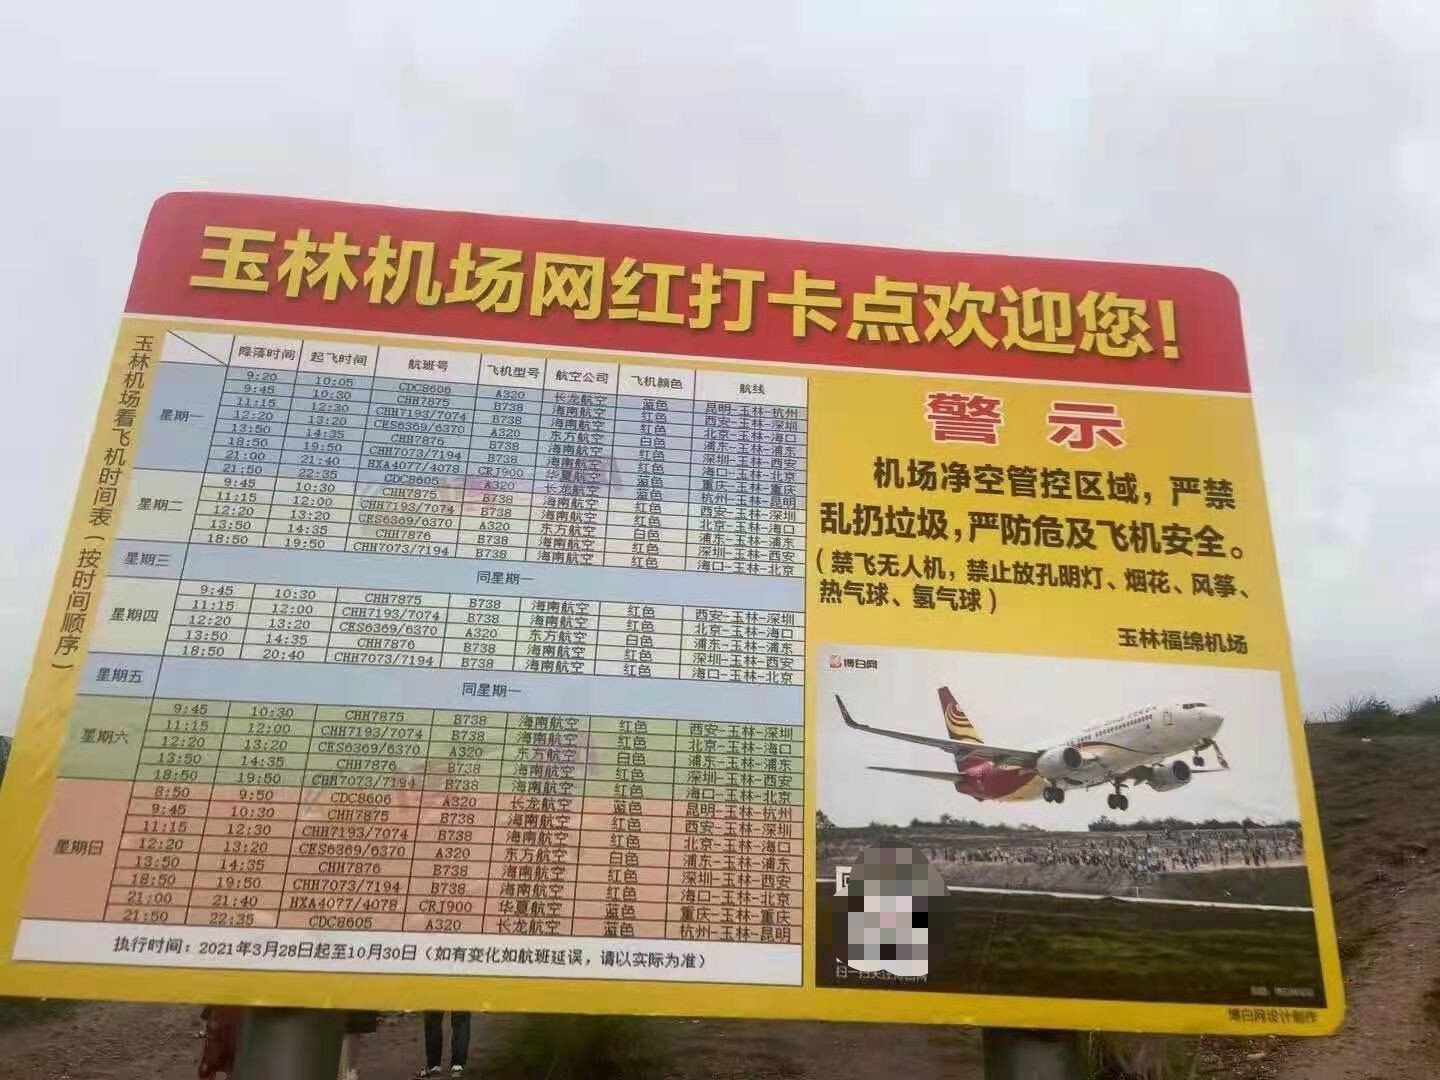 玉林机场网红打卡点欢迎您！
玉林机场看飞机时间表（按时间顺序）
降落时间 起飞时间 航班号 飞机型号 航空公司 飞机颜色 航线
星期一
9:20 10:05 CDC8606 A320 长龙航空 蓝色 昆明-玉林-杭州
9:45 10:30 CHH7875 B738 海南航空 红色 西安-玉林-深圳
11:15 12:30 CHH7193/7074 B738 海南航空 红色 北京-玉林-海口
12:20 13:20 CES6369/6370 A320 东方航空 白色 浦东-玉林-浦东
13:50 14:35 CHH7876 B738 海南航空 红色 深圳-玉林-西安
18:50 19:50 CHH7073/7194 B738 海南航空 红色 海口-玉林-北京
21:00 21:40 HXA4077/4078 CRJ900 华夏航空 蓝色 重庆-玉林-重庆
21:50 22:35 CDC8605 A320 长龙航空 蓝色 杭州-玉林-昆明
星期二
9:45 10:30 CHH7875 B738 海南航空 红色 西安-玉林-深圳
11:15 12:00 CHH7193/7074 B738 海南航空 红色 北京-玉林-海口
12:20 13:20 CES6369/6370 A320 东方航空 白色 浦东-玉林-浦东
13:50 14:35 CHH7876 B738 海南航空 红色 深圳-玉林-西安
18:50 19:50 CHH7073/7194 B738 海南航空 红色 海口-玉林-北京
星期三 同星期一
星期四
9:45 10:30 CHH7875 B738 海南航空 红色 西安-玉林-深圳
11:15 12:00 CHH7193/7074 B738 海南航空 红色 北京-玉林-海口
12:20 13:20 CES6369/6370 A320 东方航空 白色 浦东-玉林-浦东
13:50 14:35 CHH7876 B738 海南航空 红色 深圳-玉林-西安
18:50 20:40 CHH7073/7194 B738 海南航空 红色 海口-玉林-北京
星期五 同星期一
星期六
9:45 10:30 CHH7875 B738 海南航空 红色 西安-玉林-深圳
11:15 12:00 CHH7193/7074 B738 海南航空 红色 北京-玉林-海口
12:20 13:20 CES6369/6370 A320 东方航空 白色 浦东-玉林-浦东
13:50 14:35 CHH7876 B738 海南航空 红色 深圳-玉林-西安
18:50 19:50 CHH7073/7194 B738 海南航空 红色 海口-玉林-北京
星期日
8:50 9:50 CDC8606 A320 长龙航空 蓝色 昆明-玉林-杭州
9:45 10:30 CHH7875 B738 海南航空 红色 西安-玉林-深圳
11:15 12:30 CHH7193/7074 B738 海南航空 红色 北京-玉林-海口
12:20 13:20 CES6369/6370 A320 东方航空 白色 浦东-玉林-浦东
13:50 14:35 CHH7876 B738 海南航空 红色 深圳-玉林-西安
18:50 19:50 CHH7073/7194 B738 海南航空 红色 海口-玉林-北京
21:00 21:40 HXA4077/4078 CRJ900 华夏航空 蓝色 重庆-玉林-重庆
21:50 22:35 CDC8605 A320 长龙航空 蓝色 杭州-玉林-昆明
执行时间：2021年3月28日起至10月30日（如有变化如航班延误，请以实际为准）
警示
机场净空管控区域，严禁
乱扔垃圾，严防危及飞机安全。
（禁飞无人机，禁止放孔明灯、烟花、风筝、
热气球、氢气球）
玉林福绵机场
博白网
博白网设计制作